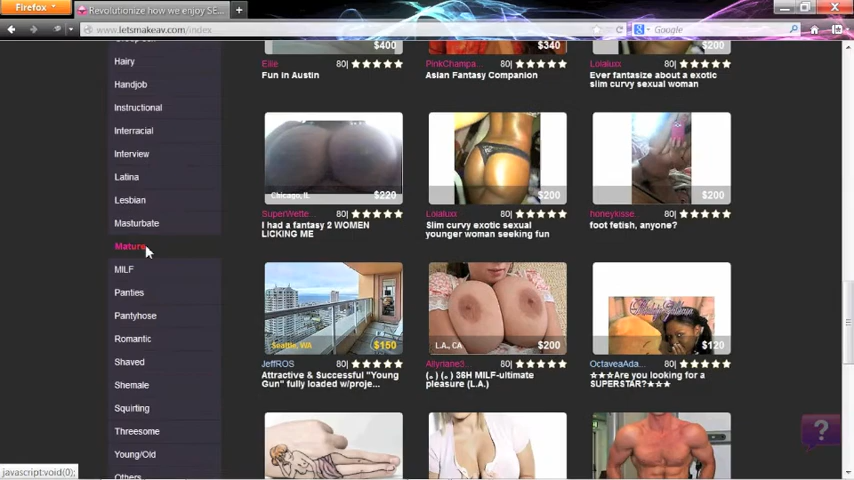 Firefox
Revolutionize how we enjoy SE...
www.letsmakeav.com/index
Google
Hairy
Handjob
Instructional
Interracial
Interview
Latina
Lesbian
Masturbate
Mature
MILF
Panties
Pantyhose
Romantic
Shaved
Shemale
Squirting
Threesome
Young/Old
Others
$400
Ellie 80|
Fun in Austin
$340
PinkChampa... 80|
Asian Fantasy Companion
$200
Lolaluxx 80|
Ever fantasize about a exotic
slim curvy sexual woman
Chicago, IL $220
SuperWette... 80|
I had a fantasy 2 WOMEN
LICKING ME
$200
Lolaluxx 80|
Slim curvy exotic sexual
younger woman seeking fun
$200
honeykisse... 80|
foot fetish, anyone?
Seattle, WA $150
JeffROS 80|
Attractive & Successful "Young
Gun" fully loaded w/proje...
L.A., CA $200
80|
(ₒ) (ₒ) 38H MILF-ultimate
pleasure (L.A.)
$120
OctaveaAda... 80|
☆☆☆Are you looking for a
SUPERSTAR?☆☆☆
?
javascript:void(0);